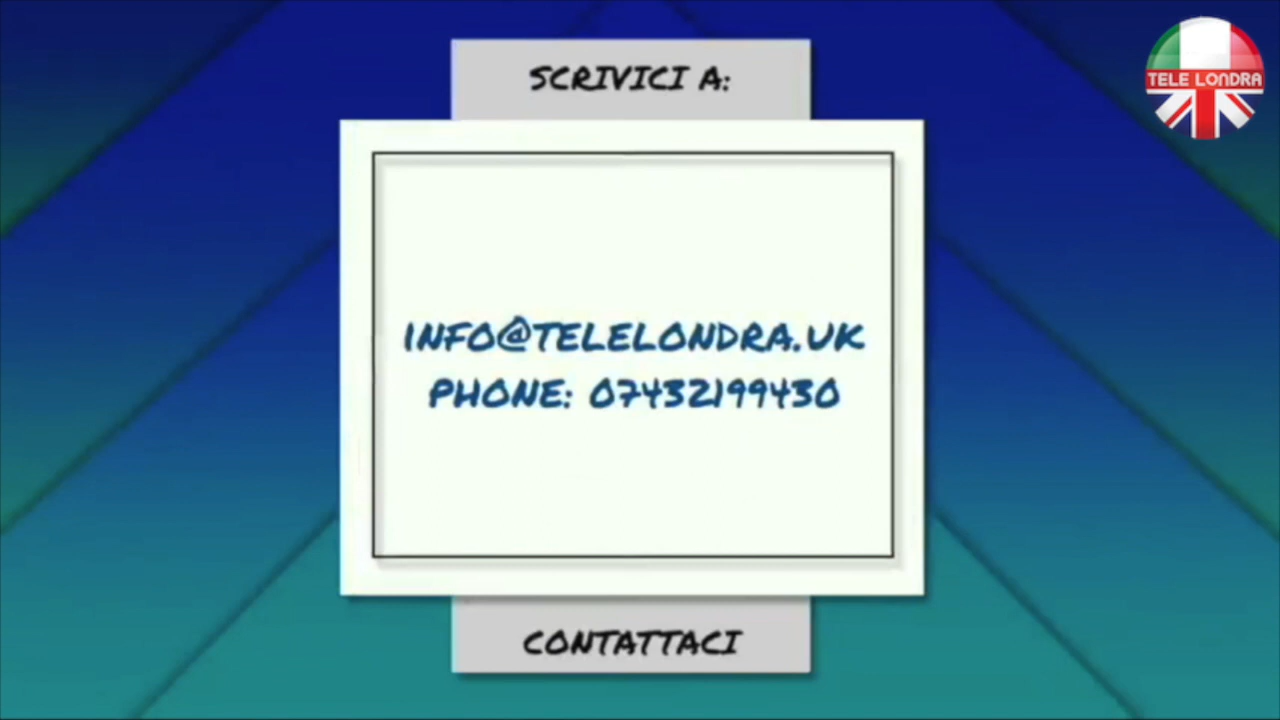 SCRIVICI A:
TELE LONDRA
INFO@TELELONDRA.UK
PHONE: 07432199430
CONTATTACI